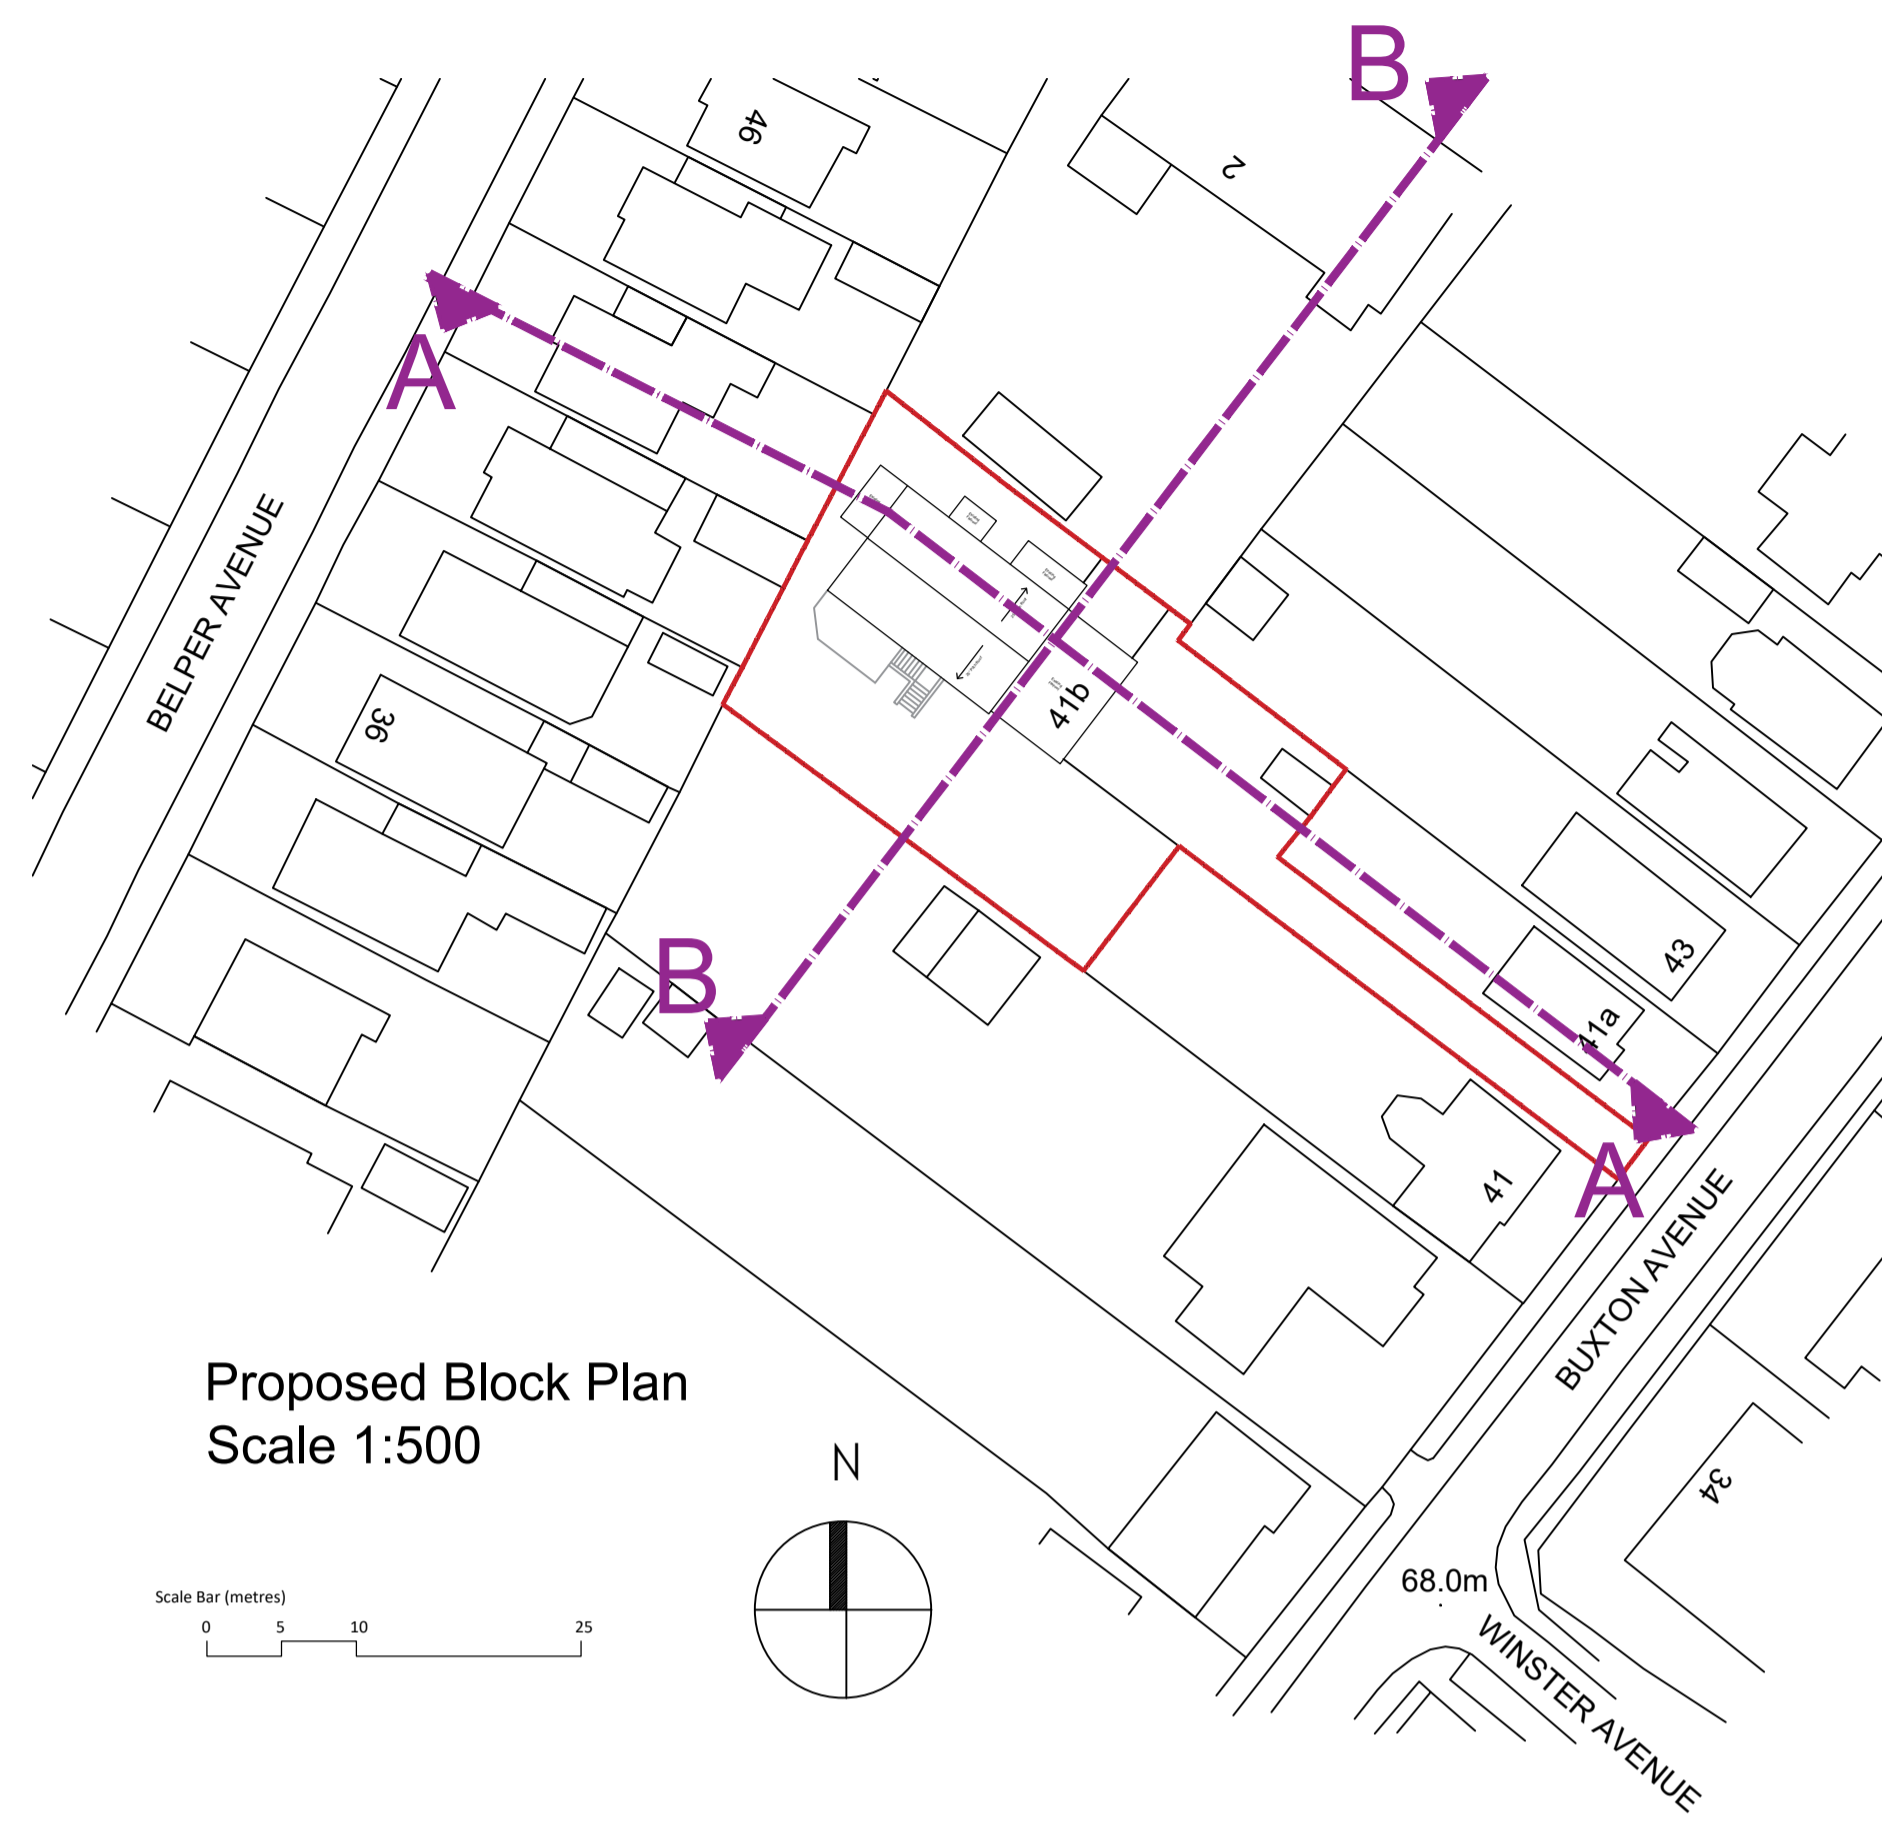 B
46
2
A
BELPER AVENUE
36
41b
B
43
41a
A
41
BUXTON AVENUE
Proposed Block Plan
Scale 1:500
N
34
68.0m
WINSTER AVENUE
Scale Bar (metres)
0 5 10 25